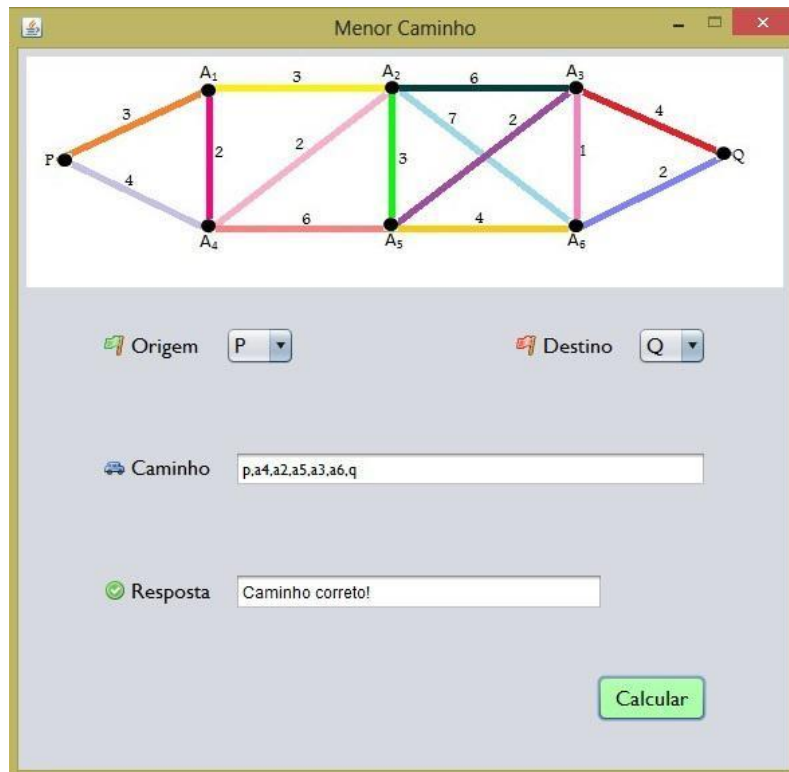 Menor Caminho
A1 3 A2 6 A3
3 7 2 4
P 2 2 3 1 Q
4 2
6 4
A4 A5 A6
Origem P Destino Q
Caminho p,a4,a2,a5,a3,a6,q
Resposta Caminho correto!
Calcular